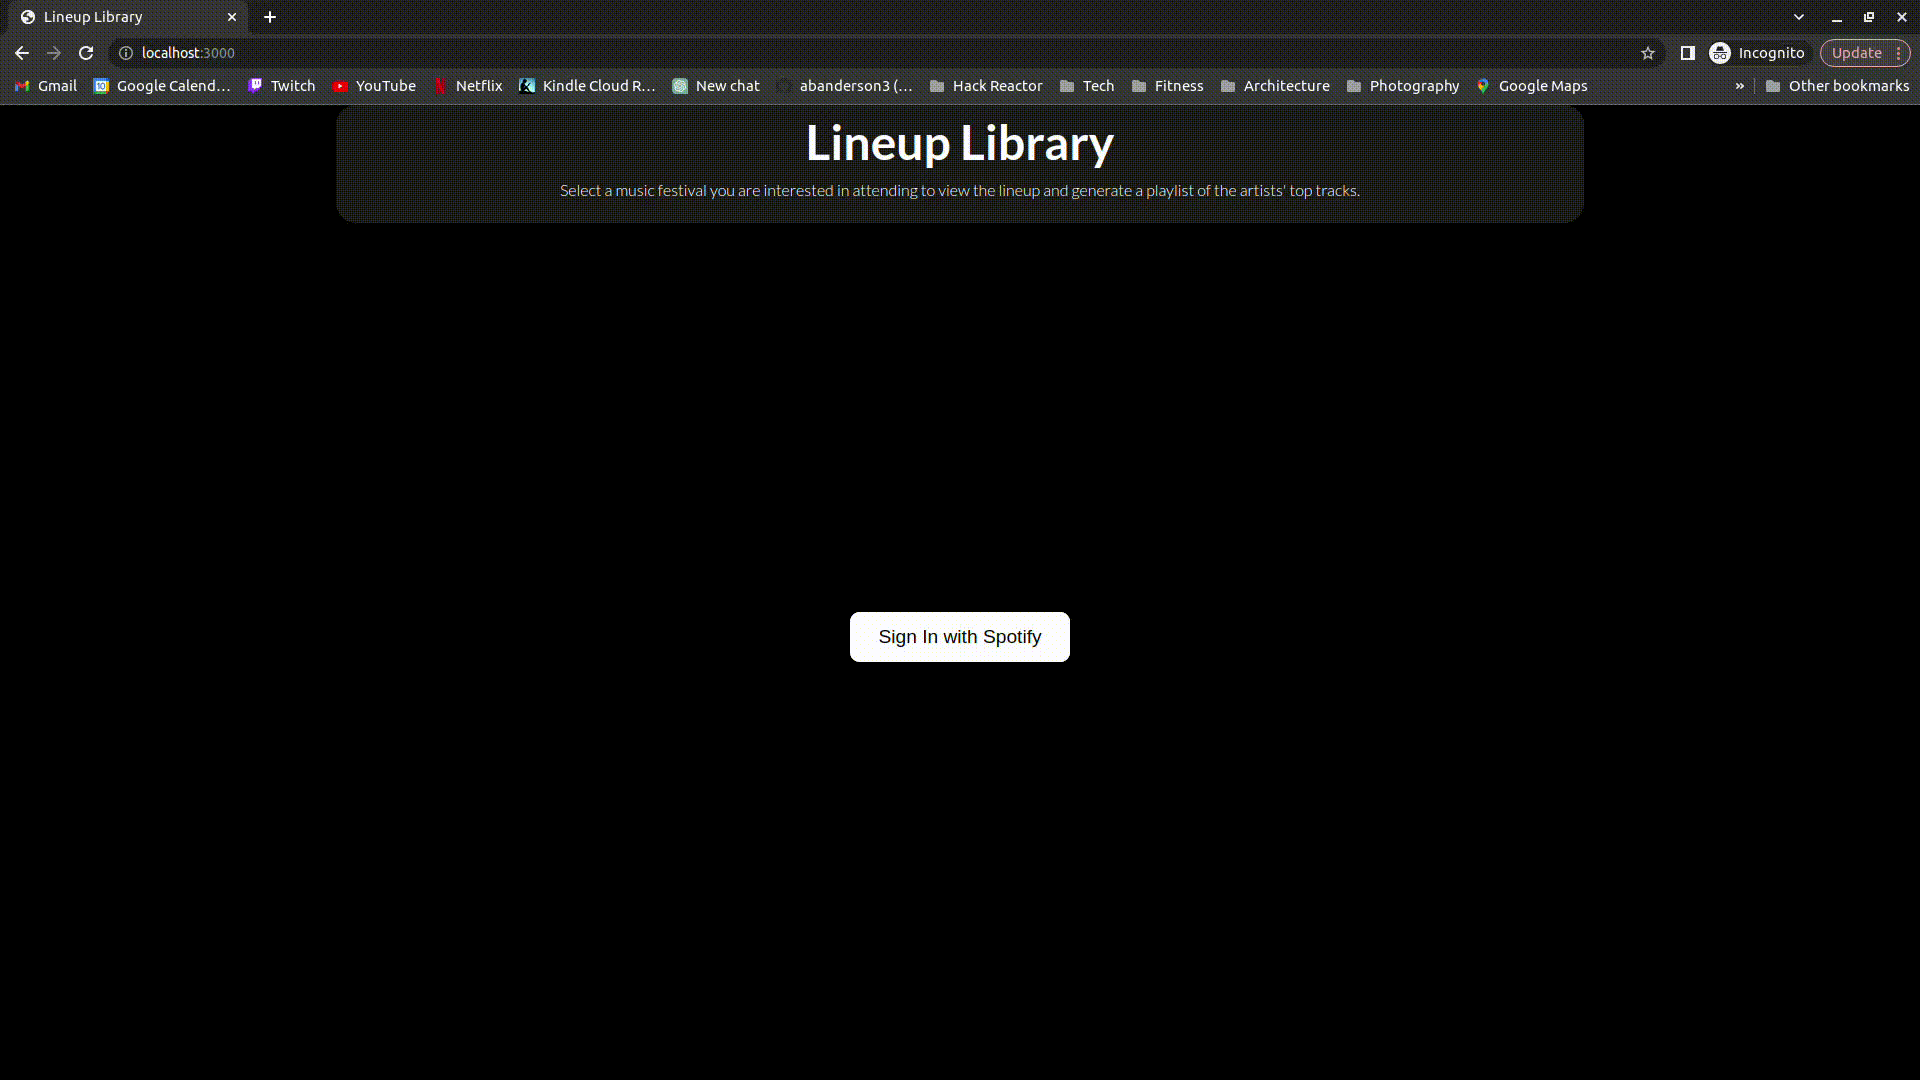 Lineup Library
localhost:3000
Incognito
Update
Gmail
Google Calend...
Twitch
YouTube
Netflix
Kindle Cloud R...
New chat
abanderson3 (...
Hack Reactor
Tech
Fitness
Architecture
Photography
Google Maps
»
Other bookmarks
Lineup Library
Select a music festival you are interested in attending to view the lineup and generate a playlist of the artists' top tracks.
Sign In with Spotify